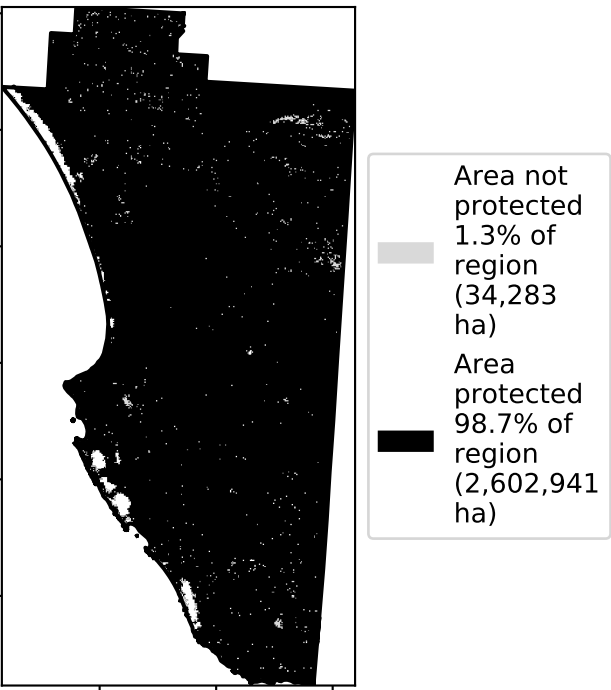 Area not
protected
1.3% of
region
(34,283
ha)
Area
protected
98.7% of
region
(2,602,941
ha)